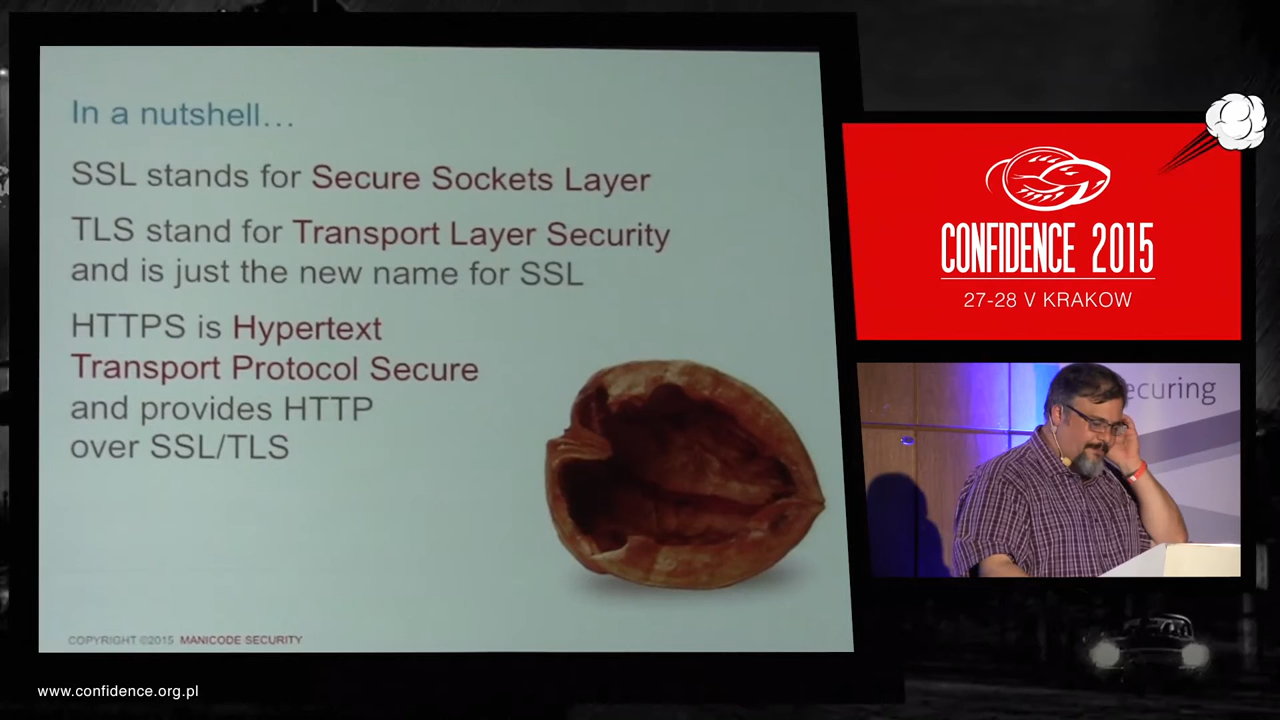 In a nutshell…
SSL stands for Secure Sockets Layer
TLS stand for Transport Layer Security
and is just the new name for SSL
HTTPS is Hypertext
Transport Protocol Secure
and provides HTTP
over SSL/TLS
COPYRIGHT ©2015 MANICODE SECURITY
CONFIDENCE 2015
27-28 V KRAKOW
ecuring
www.confidence.org.pl